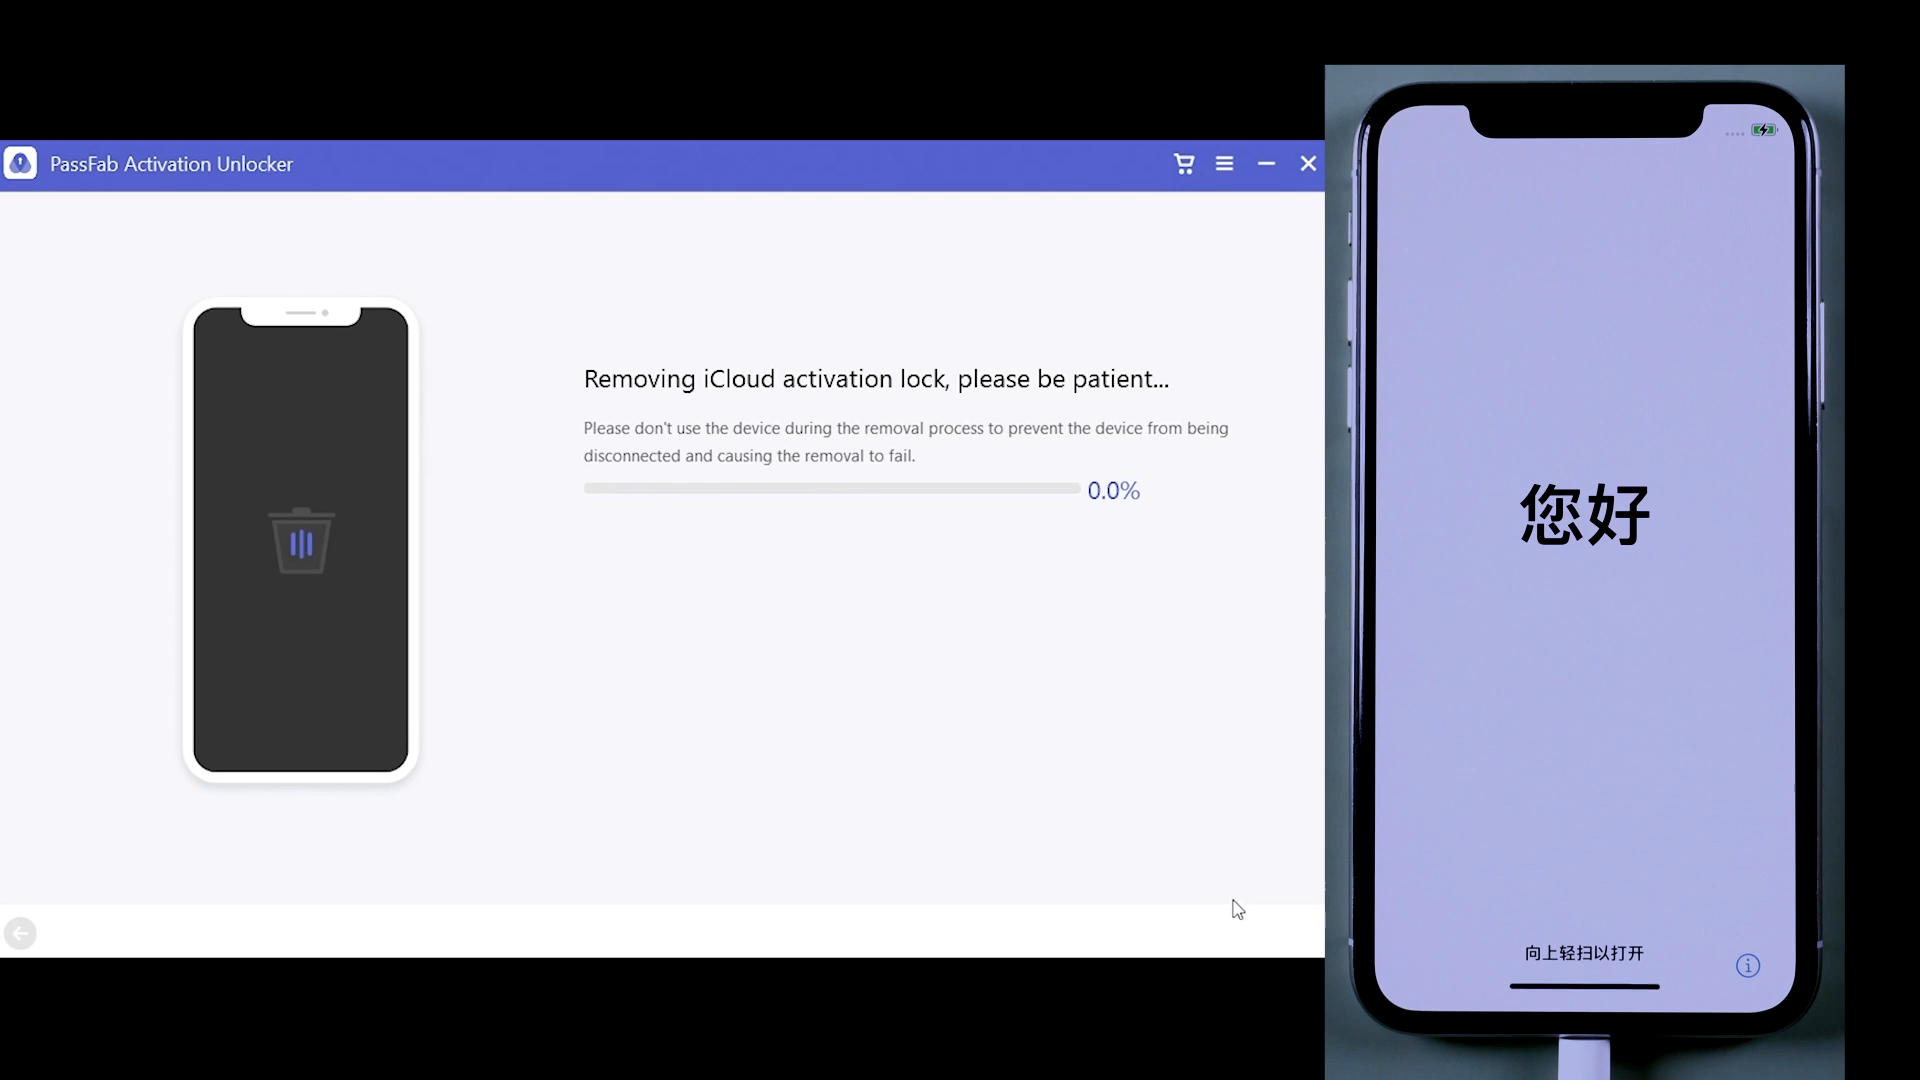 PassFab Activation Unlocker
Removing iCloud activation lock, please be patient...
Please don't use the device during the removal process to prevent the device from being
disconnected and causing the removal to fail.
0.0%
您好
向上轻扫以打开